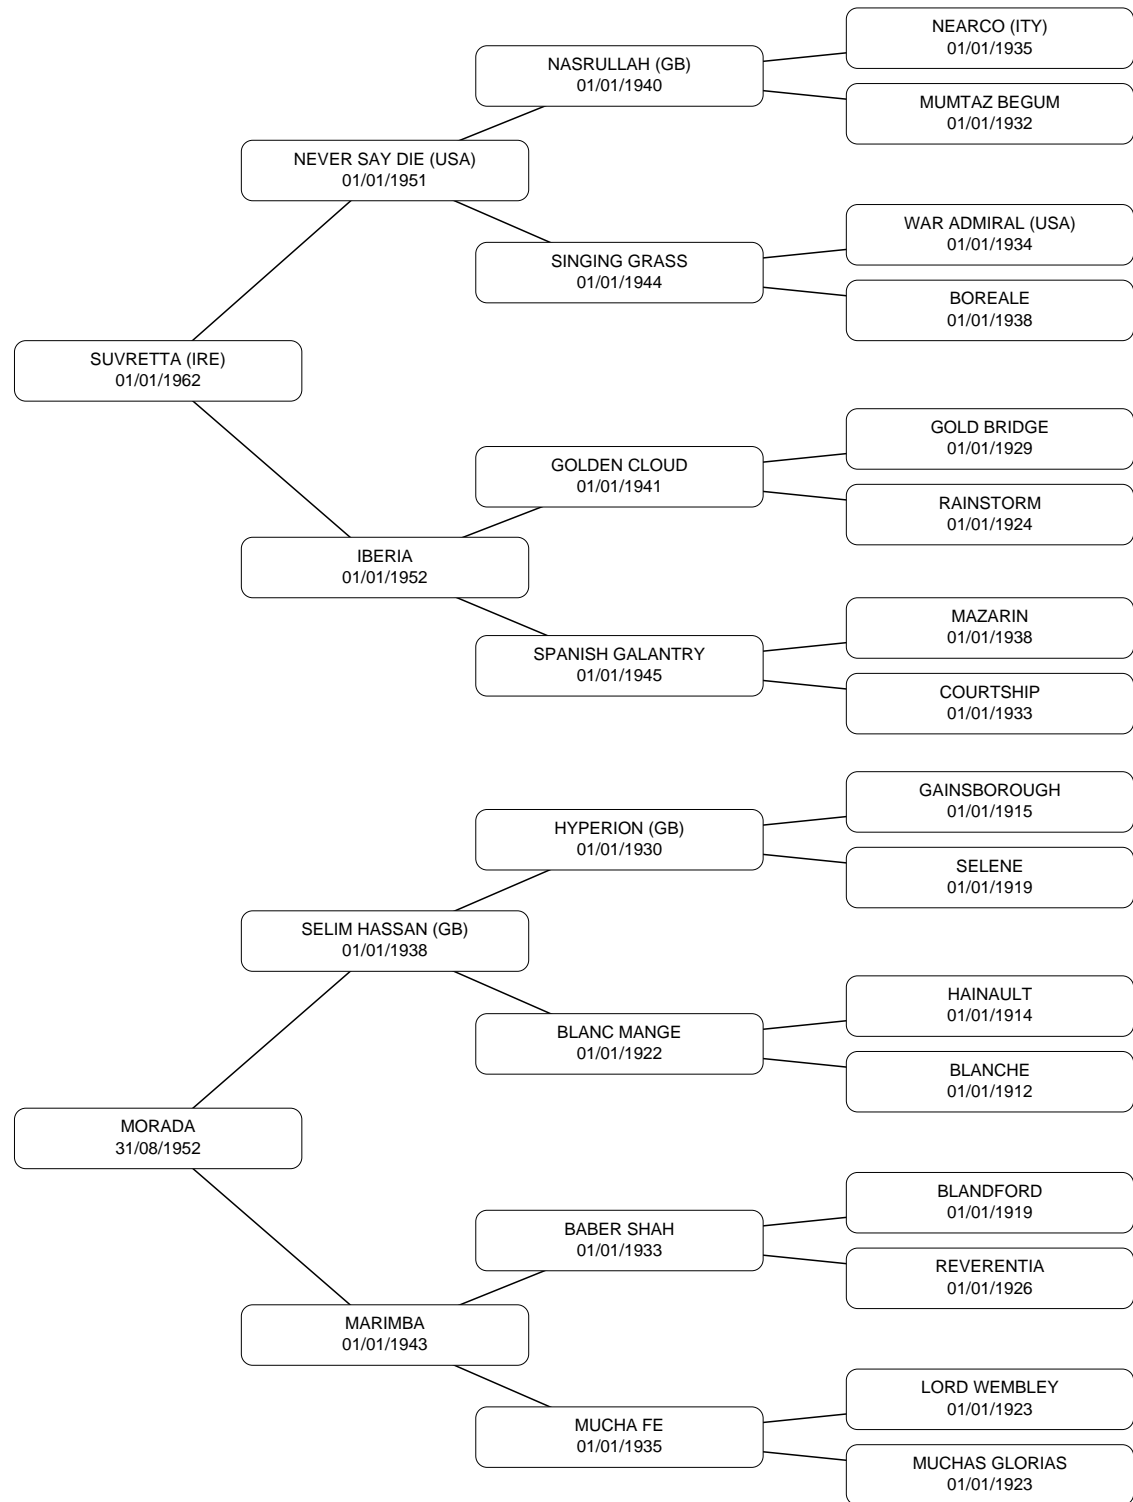 NEARCO (ITY)
01/01/1935
NASRULLAH (GB)
01/01/1940
MUMTAZ BEGUM
01/01/1932
NEVER SAY DIE (USA)
01/01/1951
WAR ADMIRAL (USA)
01/01/1934
SINGING GRASS
01/01/1944
BOREALE
01/01/1938
SUVRETTA (IRE)
01/01/1962
GOLD BRIDGE
01/01/1929
GOLDEN CLOUD
01/01/1941
RAINSTORM
01/01/1924
IBERIA
01/01/1952
MAZARIN
01/01/1938
SPANISH GALANTRY
01/01/1945
COURTSHIP
01/01/1933
GAINSBOROUGH
01/01/1915
HYPERION (GB)
01/01/1930
SELENE
01/01/1919
SELIM HASSAN (GB)
01/01/1938
HAINAULT
01/01/1914
BLANC MANGE
01/01/1922
BLANCHE
01/01/1912
MORADA
31/08/1952
BLANDFORD
01/01/1919
BABER SHAH
01/01/1933
REVERENTIA
01/01/1926
MARIMBA
01/01/1943
LORD WEMBLEY
01/01/1923
MUCHA FE
01/01/1935
MUCHAS GLORIAS
01/01/1923